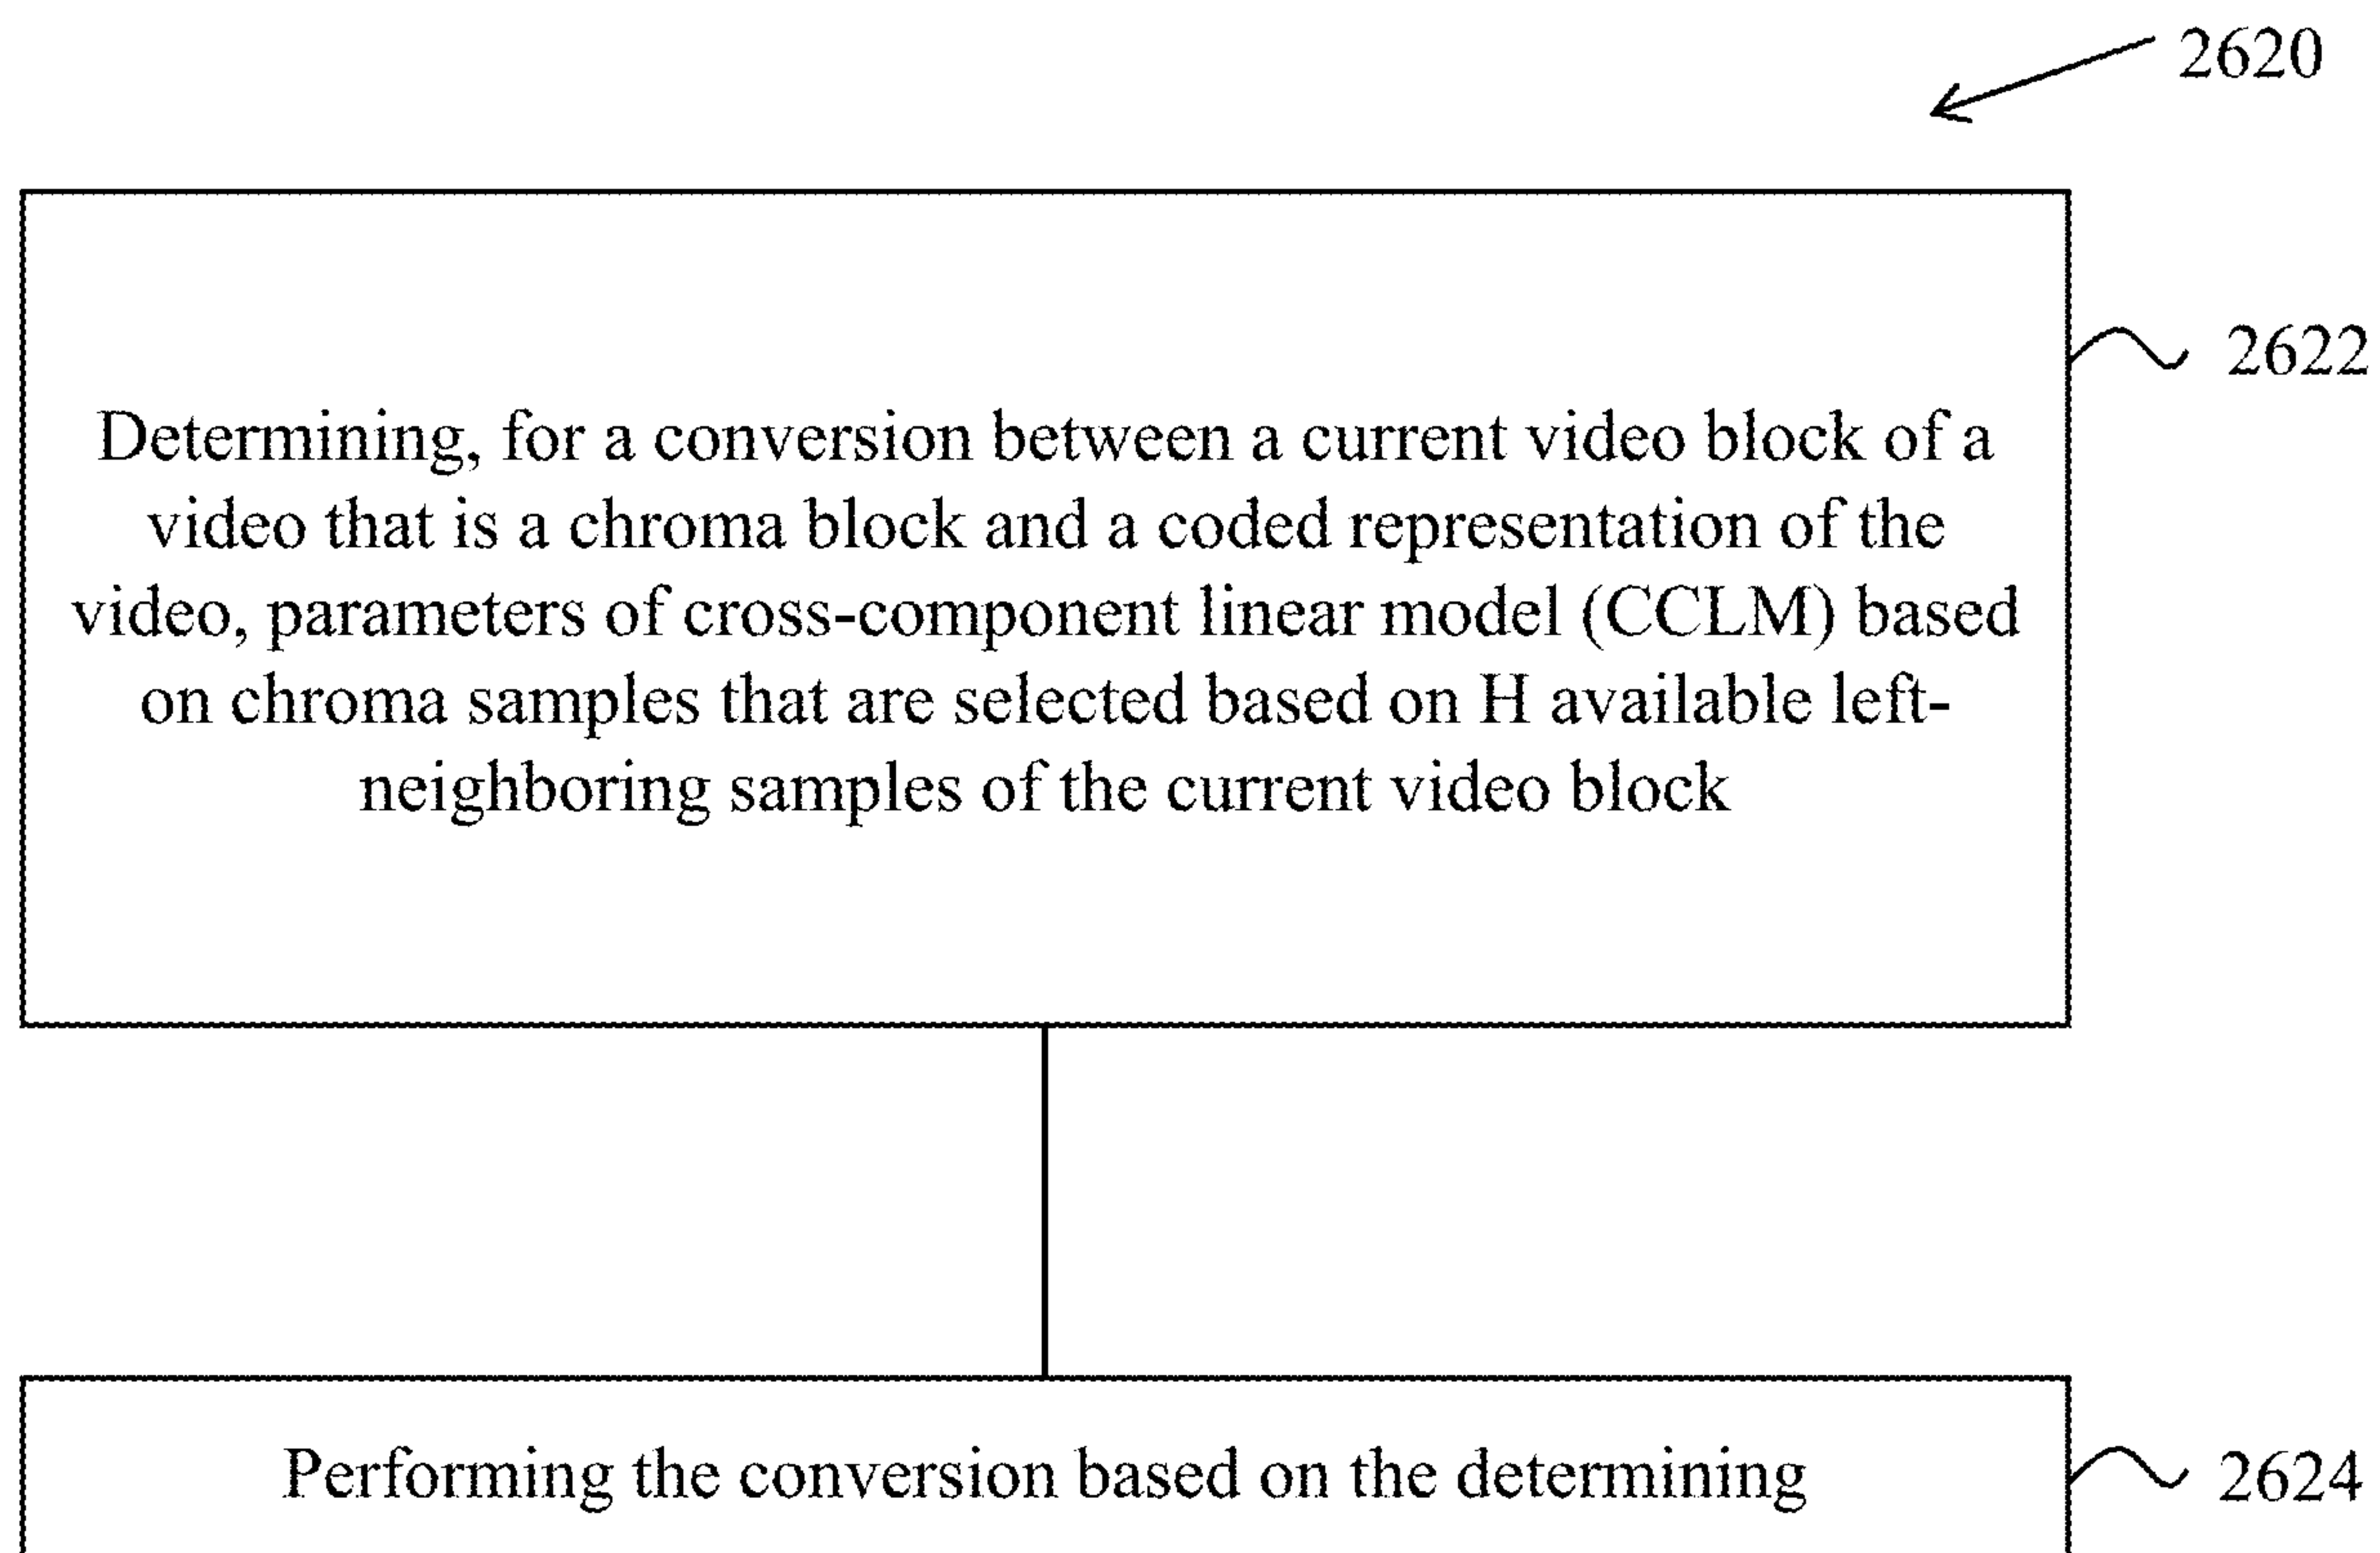 2620
2622
Determining, for a conversion between a current video block of a
video that is a chroma block and a coded representation of the
video, parameters of cross-component linear model (CCLM) based
on chroma samples that are selected based on H available left-
neighboring samples of the current video block
Performing the conversion based on the determining
2624